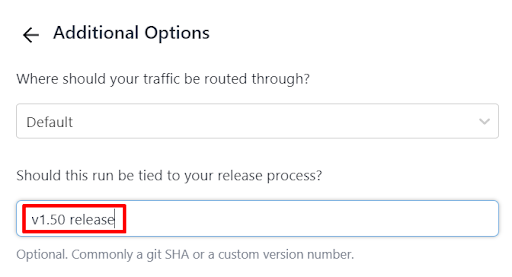 Additional Options
Where should your traffic be routed through?
Default
Should this run be tied to your release process?
v1.50 release
Optional. Commonly a git SHA or a custom version number.